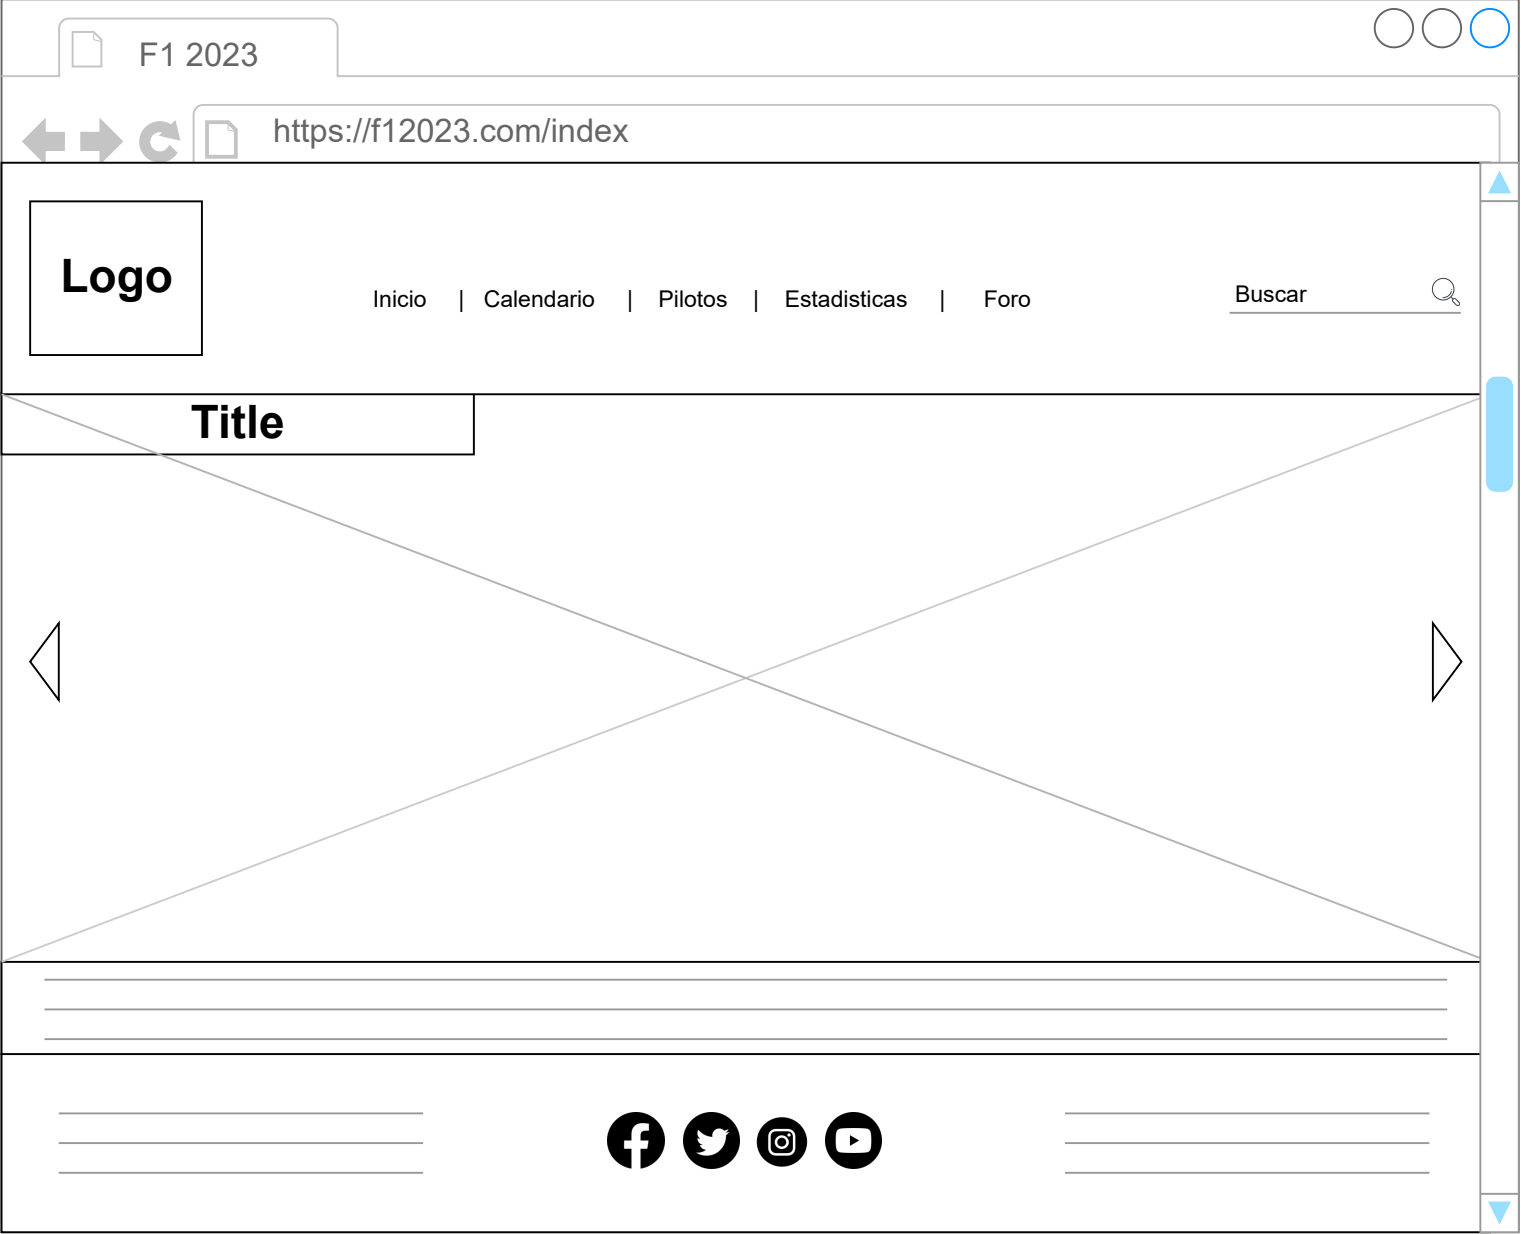 F1 2023
https://f12023.com/index
Logo
Inicio | Calendario | Pilotos | Estadisticas | Foro
Buscar
Title